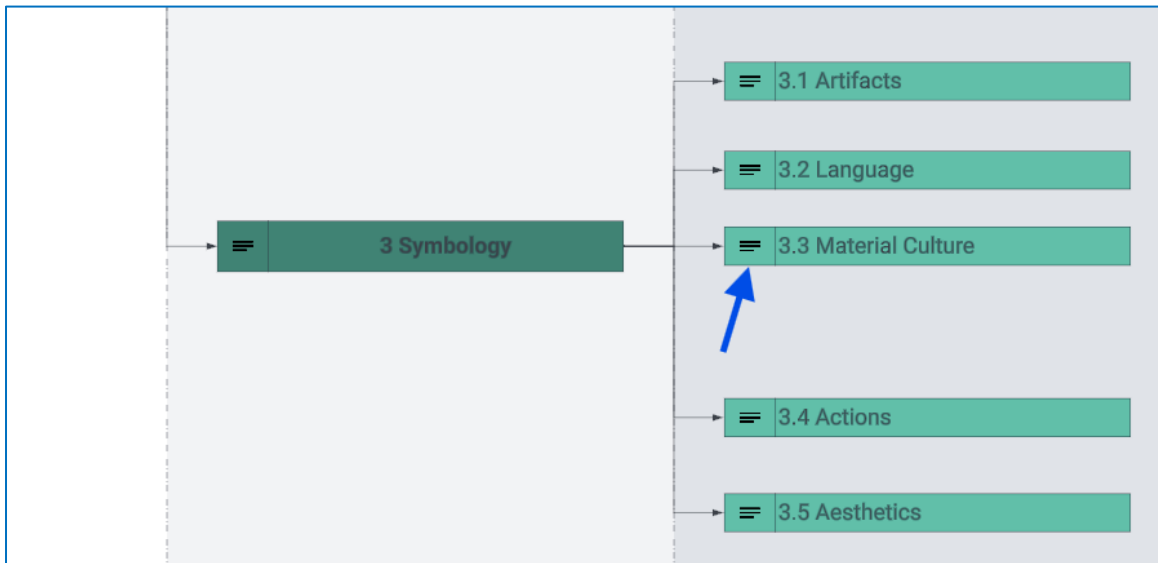 3.1 Artifacts
3.2 Language
3 Symbology
3.3 Material Culture
3.4 Actions
3.5 Aesthetics